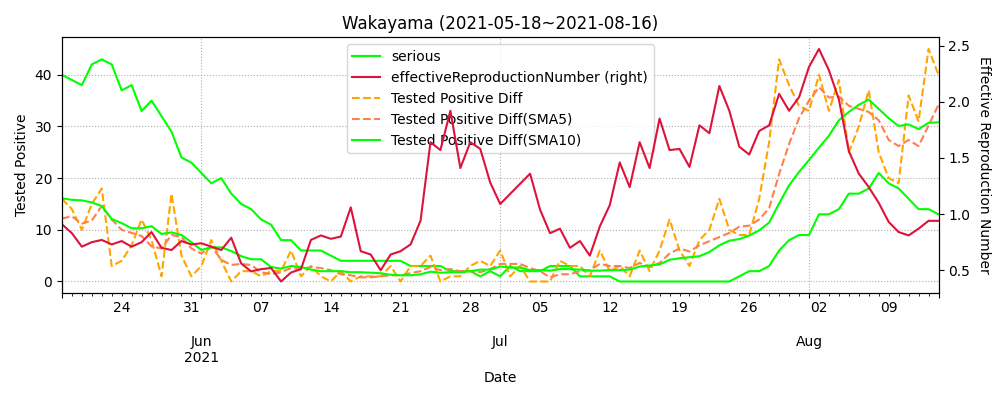 Wakayama (2021-05-18~2021-08-16)
serious
effectiveReproductionNumber (right)
Tested Positive Diff
Tested Positive Diff(SMA5)
Tested Positive Diff(SMA10)
Tested Positive
40
30
20
10
0
Effective Reproduction Number
2.5
2.0
1.5
1.0
0.5
24 31 07 14 21 28 05 12 19 26 02 09
Jun Jul Aug
2021
Date